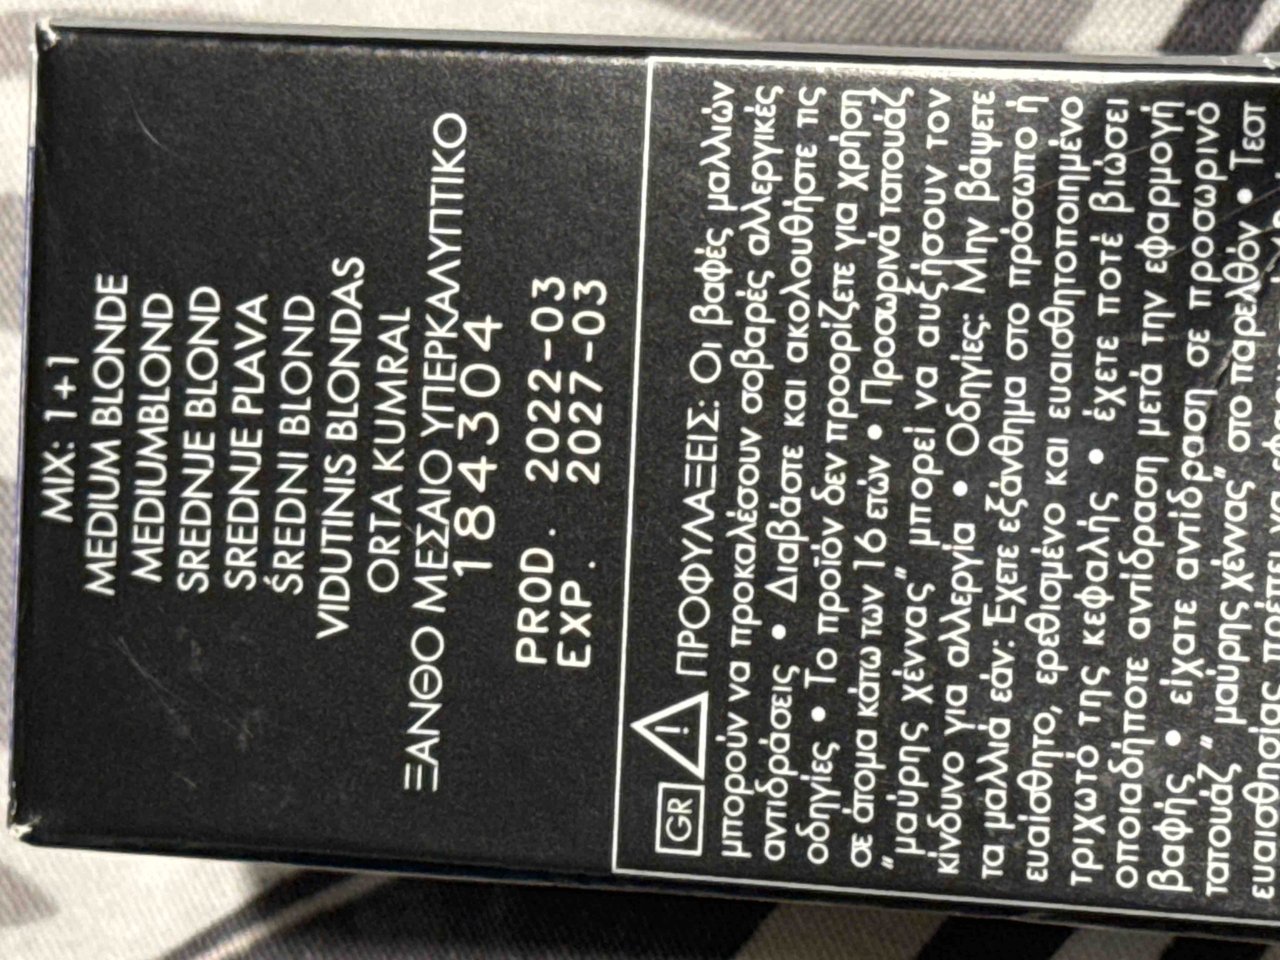 MIX: 1+1
MEDIUM BLONDE
MEDIUMBLOND
SREDNJE BLOND
SREDNJE PLAVA
ŚREDNI BLOND
VIDUTINIS BLONDAS
ORTA KUMRAL
ΞΑΝΘΟ ΜΕΣΑΙΟ ΥΠΕΡΚΑΛΥΠΤΙΚΟ
184304
PROD. 2022-03
EXP. 2027-03
GR ΠΡΟΦΥΛΑΞΕΙΣ: Οι βαφές μαλλιών
μπορούν να προκαλέσουν σοβαρές αλλεργικές
αντιδράσεις • Διαβάστε και ακολουθήστε τις
οδηγίες • Το προϊόν δεν προορίζετε για χρήση
σε άτομα κάτω των 16 ετών • Προσωρινά τατουάζ
“ μαύρης χέννας” μπορεί να αυξήσουν τον
κίνδυνο για αλλεργία • Οδηγίες: Μην βάψετε
τα μαλλιά εάν: Έχετε εξάνθημα στο πρόσωπο ή
ευαίσθητο, ερεθισμένο και ευαισθητοποιημένο
τριχωτό της κεφαλής • έχετε ποτέ βιώσει
οποιαδήποτε αντίδραση μετά την εφαρμογή
βαφής • είχατε αντίδραση σε προσωρινό
τατουάζ “ μαύρης χέννας” στο παρελθόν • Τεστ
ευαισθησίας πρέπει να